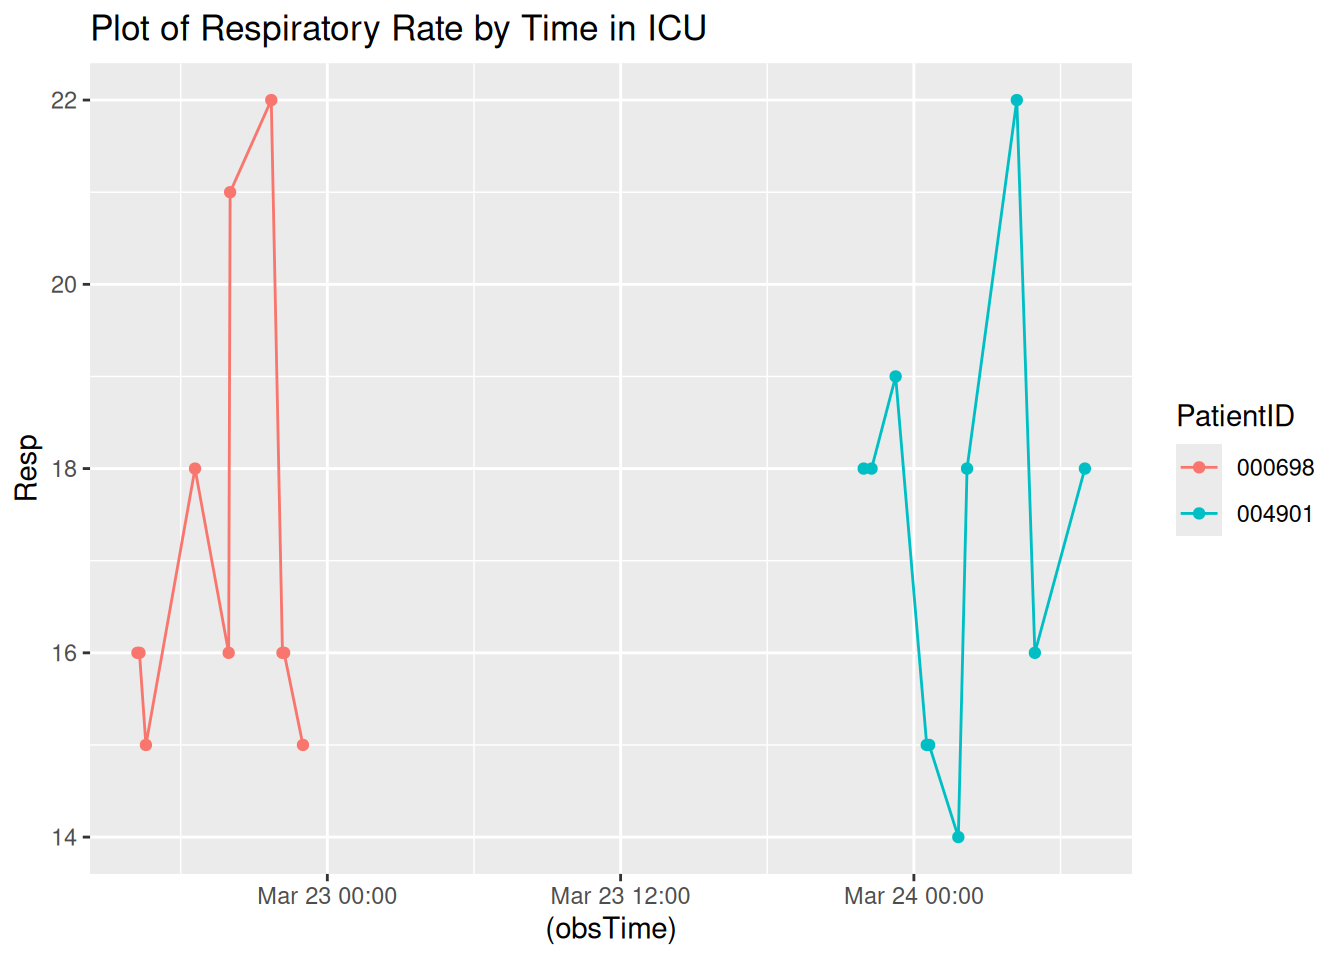 Plot of Respiratory Rate by Time in ICU
22
20
18
16
14
Resp
Mar 23 00:00
Mar 23 12:00
Mar 24 00:00
(obsTime)
PatientID
000698
004901